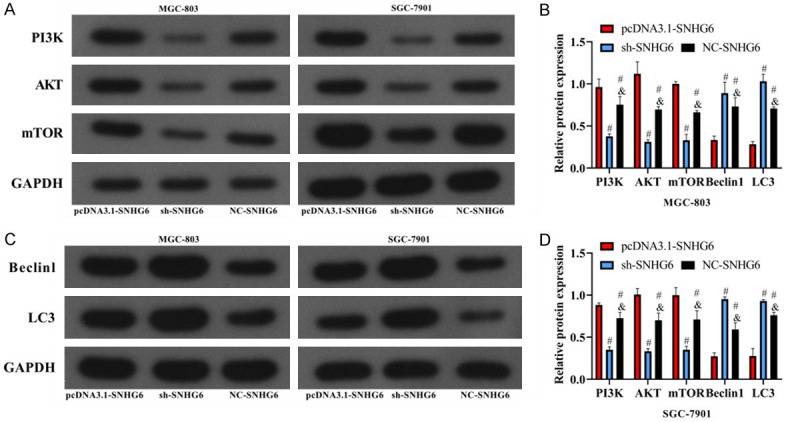 A
MGC-803
SGC-7901
PI3K
AKT
mTOR
GAPDH
pcDNA3.1-SNHG6 sh-SNHG6 NC-SNHG6
pcDNA3.1-SNHG6 sh-SNHG6 NC-SNHG6
B
pcDNA3.1-SNHG6
sh-SNHG6 NC-SNHG6
Relative protein expression
1.5
1.0
0.5
0.0
# # # # # # # # # #
& & & & &
PI3K AKT mTOR Beclin1 LC3
MGC-803
C
MGC-803
SGC-7901
Beclin1
LC3
GAPDH
pcDNA3.1-SNHG6 sh-SNHG6 NC-SNHG6
pcDNA3.1-SNHG6 sh-SNHG6 NC-SNHG6
D
pcDNA3.1-SNHG6
sh-SNHG6 NC-SNHG6
Relative protein expression
1.5
1.0
0.5
0.0
# # # # # # # # # #
& & & & &
PI3K AKT mTOR Beclin1 LC3
SGC-7901